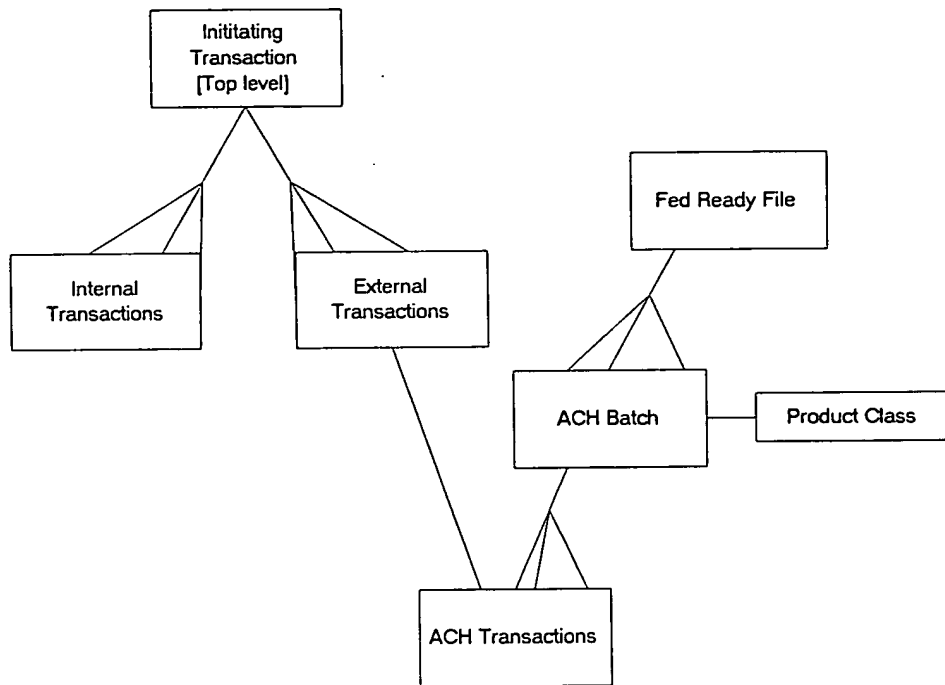 Inititating
Transaction
[Top level]
Fed Ready File
Internal
Transactions
External
Transactions
ACH Batch
Product Class
ACH Transactions